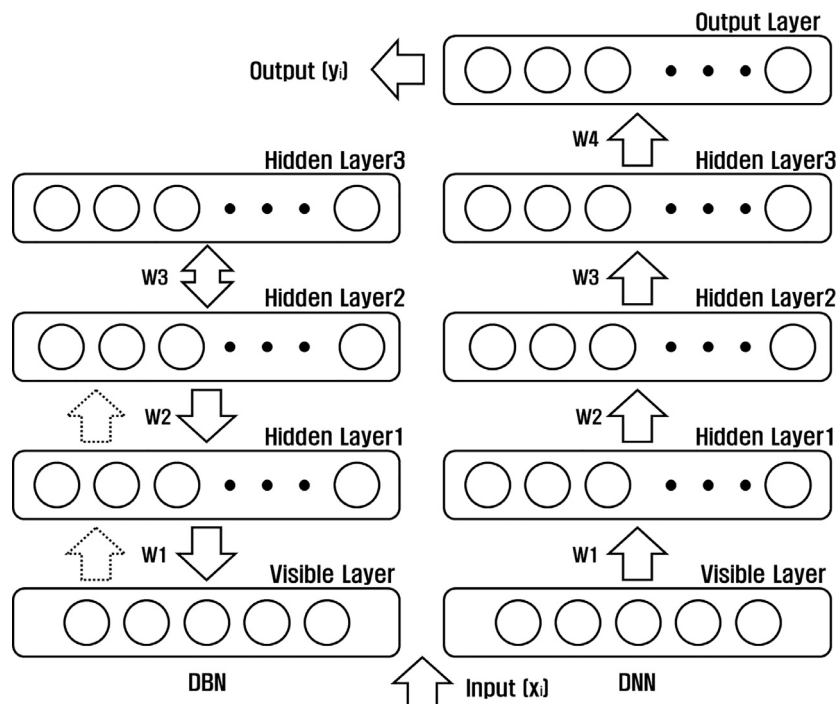 Output Layer
Output (yi)
W4
Hidden Layer3
Hidden Layer3
W3
W3
Hidden Layer2
Hidden Layer2
W2
W2
Hidden Layer1
Hidden Layer1
W1
W1
Visible Layer
Visible Layer
DBN
Input (xi)
DNN